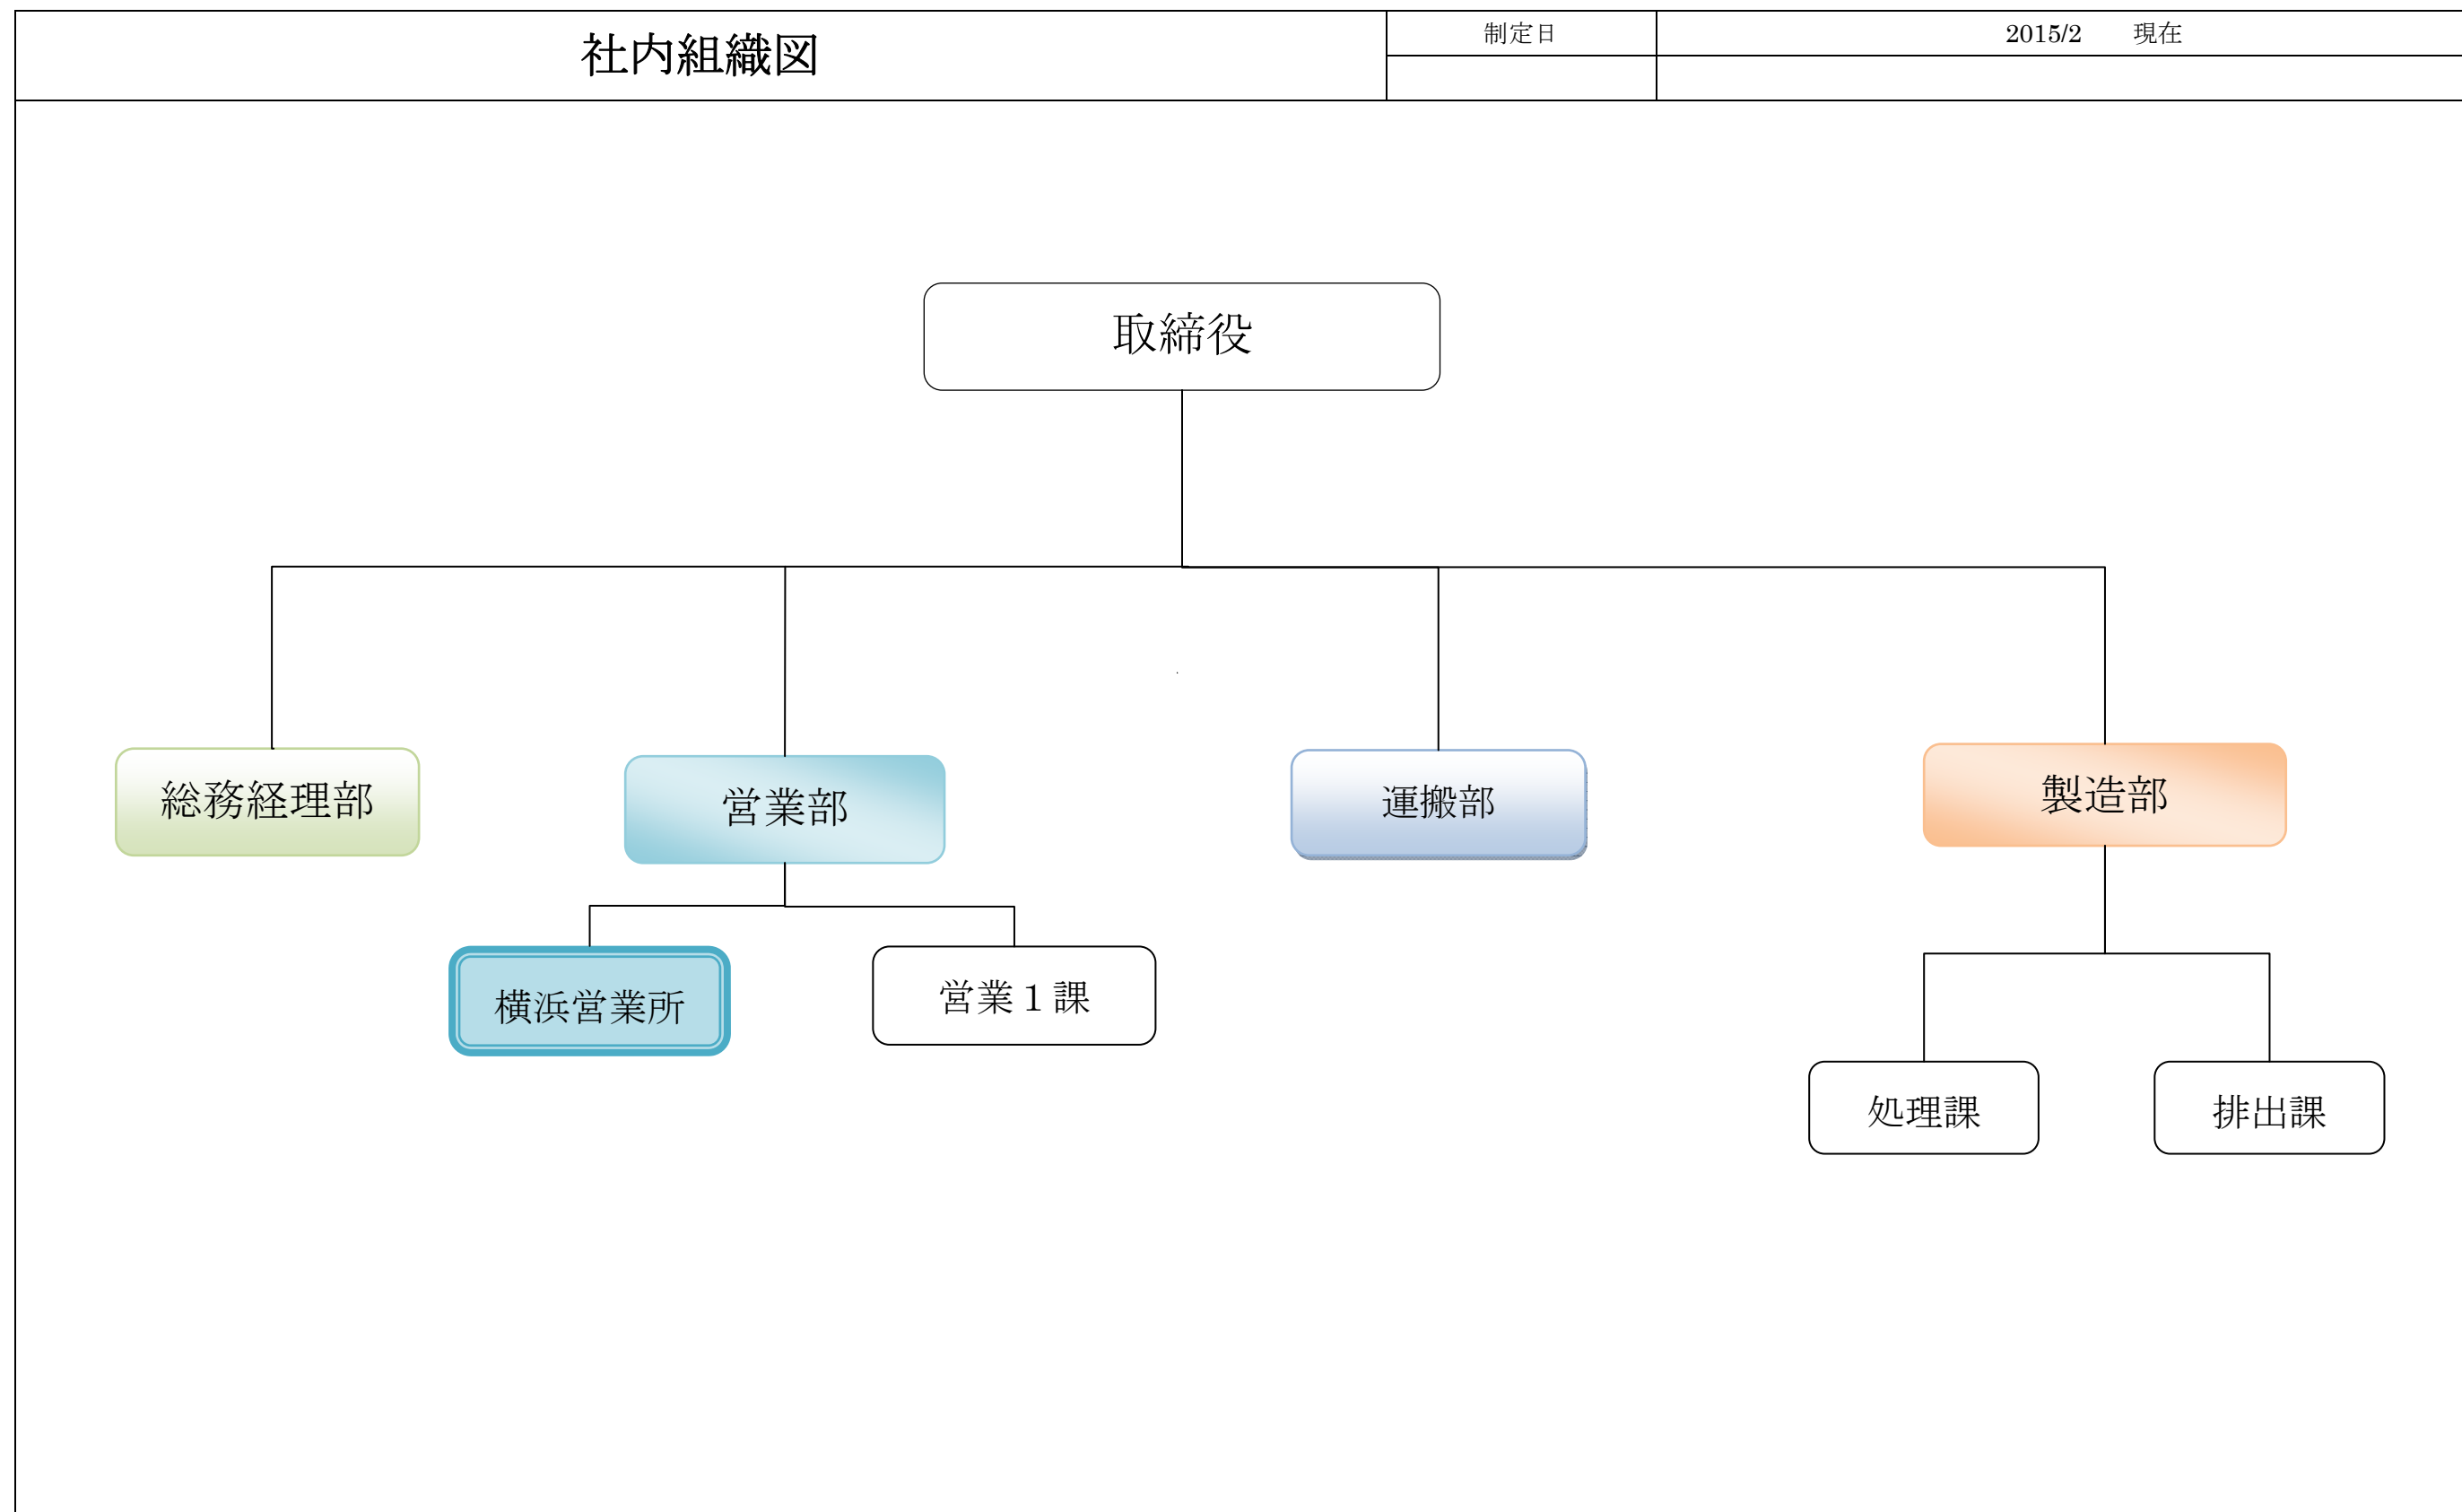 社内組織図
制定日
2015/2　現在
取締役
総務経理部
営業部
運搬部
製造部
横浜営業所
営業１課
処理課
排出課